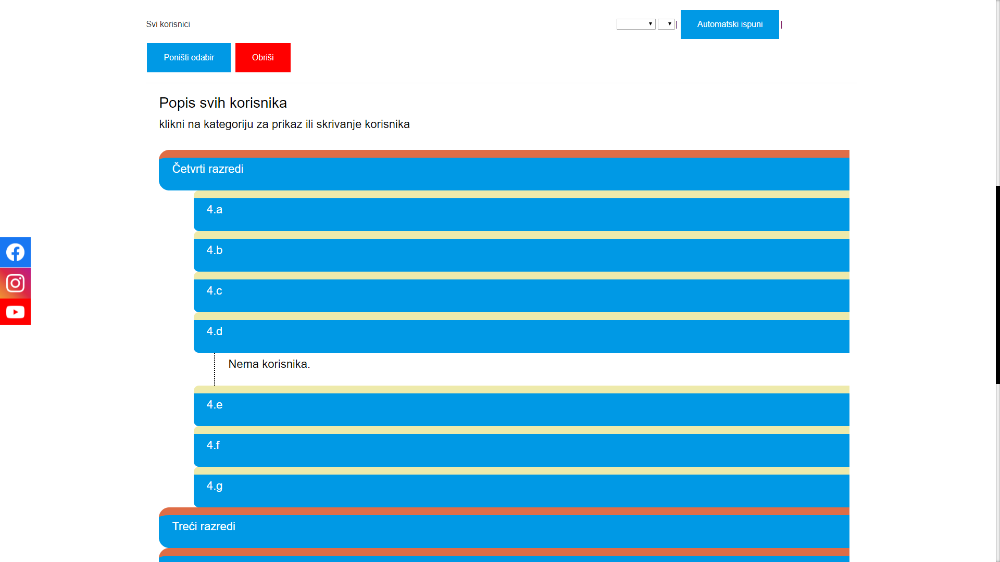 Svi korisnici
| Automatski ispuni |
Poništi odabir Obriši
Popis svih korisnika
klikni na kategoriju za prikaz ili skrivanje korisnika
Četvrti razredi
4.a
4.b
4.c
4.d
Nema korisnika.
4.e
4.f
4.g
Treći razredi